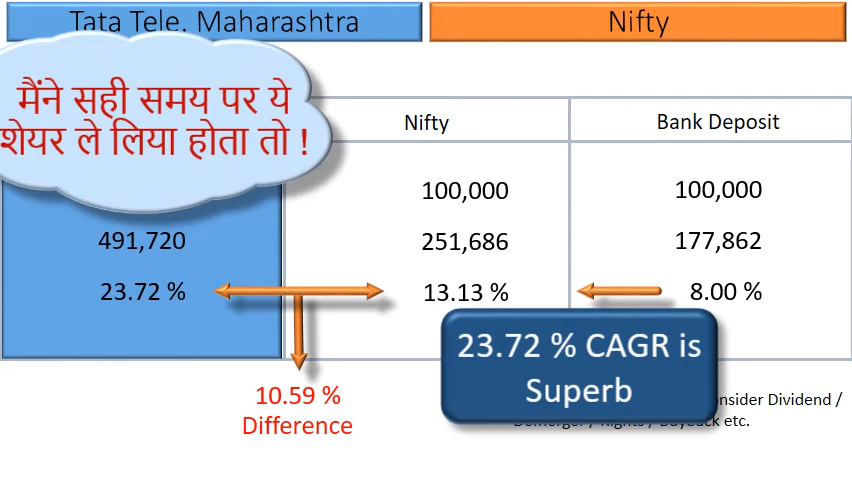 Tata Tele. Maharashtra
Nifty
मैंने सही समय पर ये
शेयर ले लिया होता तो !
Nifty
Bank Deposit
100,000
100,000
491,720
251,686
177,862
23.72 %
13.13 %
8.00 %
23.72 % CAGR is
Superb
10.59 %
Difference
Dividend /
/ Rights / Buyback etc.